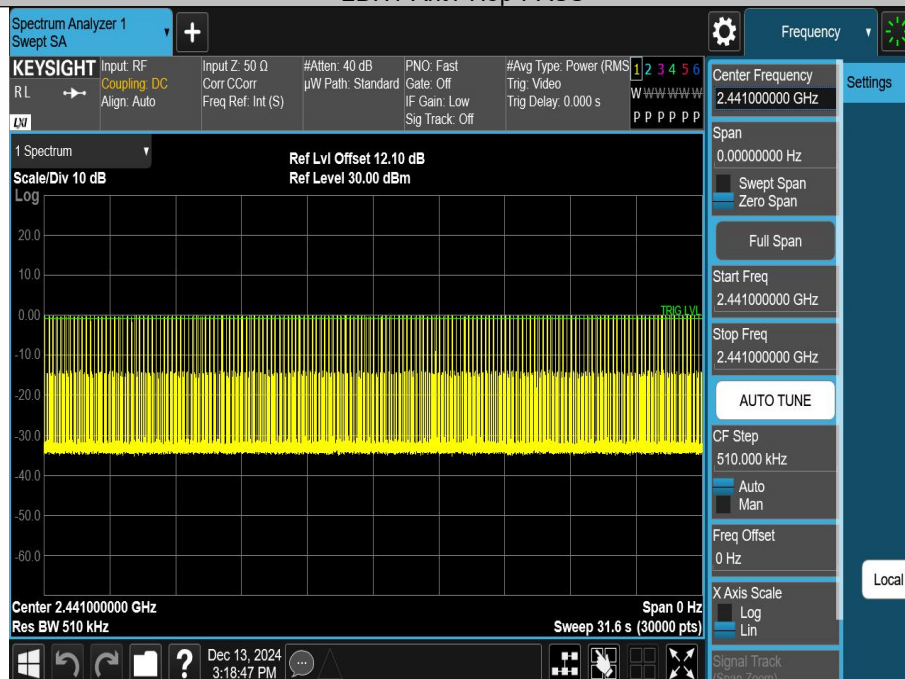 Spectrum Analyzer 1
Swept SA
Frequency
KEYSIGHT
R L
LXI
Input: RF
Coupling: DC
Align: Auto
Input Z: 50 Ω
Corr CCorr
Freq Ref: Int (S)
#Atten: 40 dB
µW Path: Standard
PNO: Fast
Gate: Off
IF Gain: Low
Sig Track: Off
#Avg Type: Power (RMS
Trig: Video
Trig Delay: 0.000 s
1 2 3 4 5 6
W W W W W W
P P P P P P
1 Spectrum
Scale/Div 10 dB
Log
Ref Lvl Offset 12.10 dB
Ref Level 30.00 dBm
20.0
10.0
0.00
TRIG LVL
-10.0
-20.0
-30.0
-40.0
-50.0
-60.0
Center 2.441000000 GHz
Res BW 510 kHz
Span 0 Hz
Sweep 31.6 s (30000 pts)
Center Frequency
2.441000000 GHz
Settings
Span
0.00000000 Hz
Swept Span
Zero Span
Full Span
Start Freq
2.441000000 GHz
Stop Freq
2.441000000 GHz
AUTO TUNE
CF Step
510.000 kHz
Auto
Man
Freq Offset
0 Hz
Local
X Axis Scale
Log
Lin
Signal Track
(Span Zoom)
?
Dec 13, 2024
3:18:47 PM